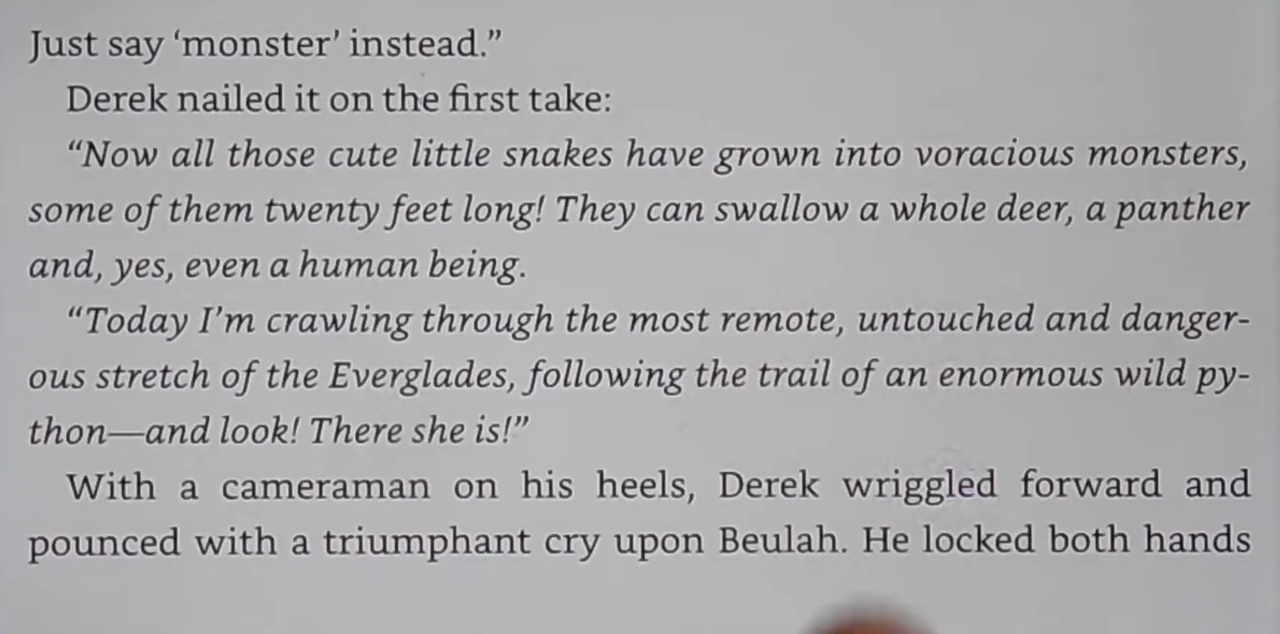 Just say ‘monster’ instead.”
Derek nailed it on the first take:
“Now all those cute little snakes have grown into voracious monsters,
some of them twenty feet long! They can swallow a whole deer, a panther
and, yes, even a human being.
“Today I’m crawling through the most remote, untouched and danger-
ous stretch of the Everglades, following the trail of an enormous wild py-
thon—and look! There she is!”
With a cameraman on his heels, Derek wriggled forward and
pounced with a triumphant cry upon Beulah. He locked both hands